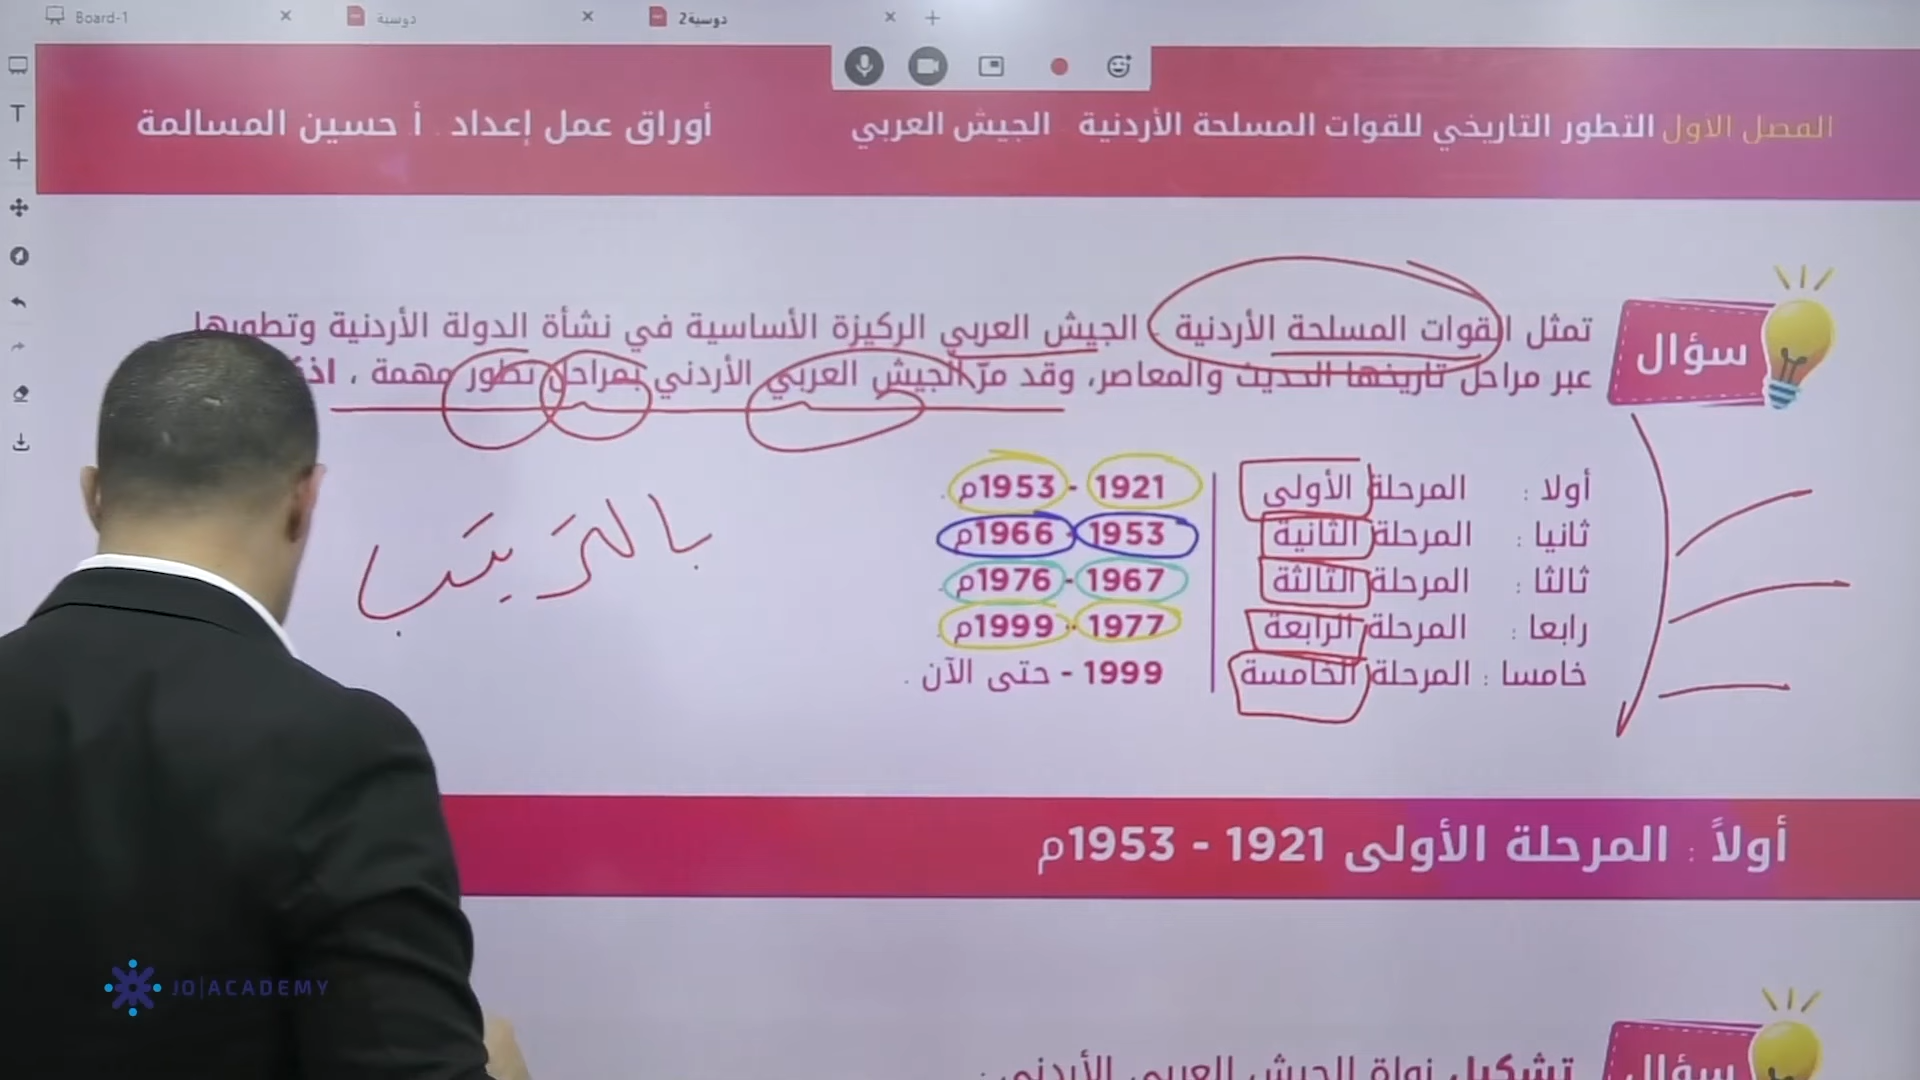 Board-1
دوسية
دوسية2
الفصل الاول التطور التاريخي للقوات المسلحة الأردنية الجيش العربي
أوراق عمل إعداد . أ. حسين المسالمة
سؤال
تمثل القوات المسلحة الأردنية الجيش العربي الركيزة الأساسية في نشأة الدولة الأردنية وتطورها
عبر مراحل تاريخها الحديث والمعاصر، وقد مرّ الجيش العربي الأردني بمراحل تطور مهمة ،
أولا : المرحلة الأولى 1921 - 1953م .
ثانيا : المرحلة الثانية 1953 - 1966م
ثالثا : المرحلة الثالثة 1967 - 1976م .
رابعا : المرحلة الرابعة 1977 - 1999م .
خامسا : المرحلة الخامسة 1999 - حتى الآن .
بالترتيب
أولاً : المرحلة الأولى 1921 - 1953م
سؤال
تشكيل نواة الجيش العربي الأردني :
JO|ACADEMY